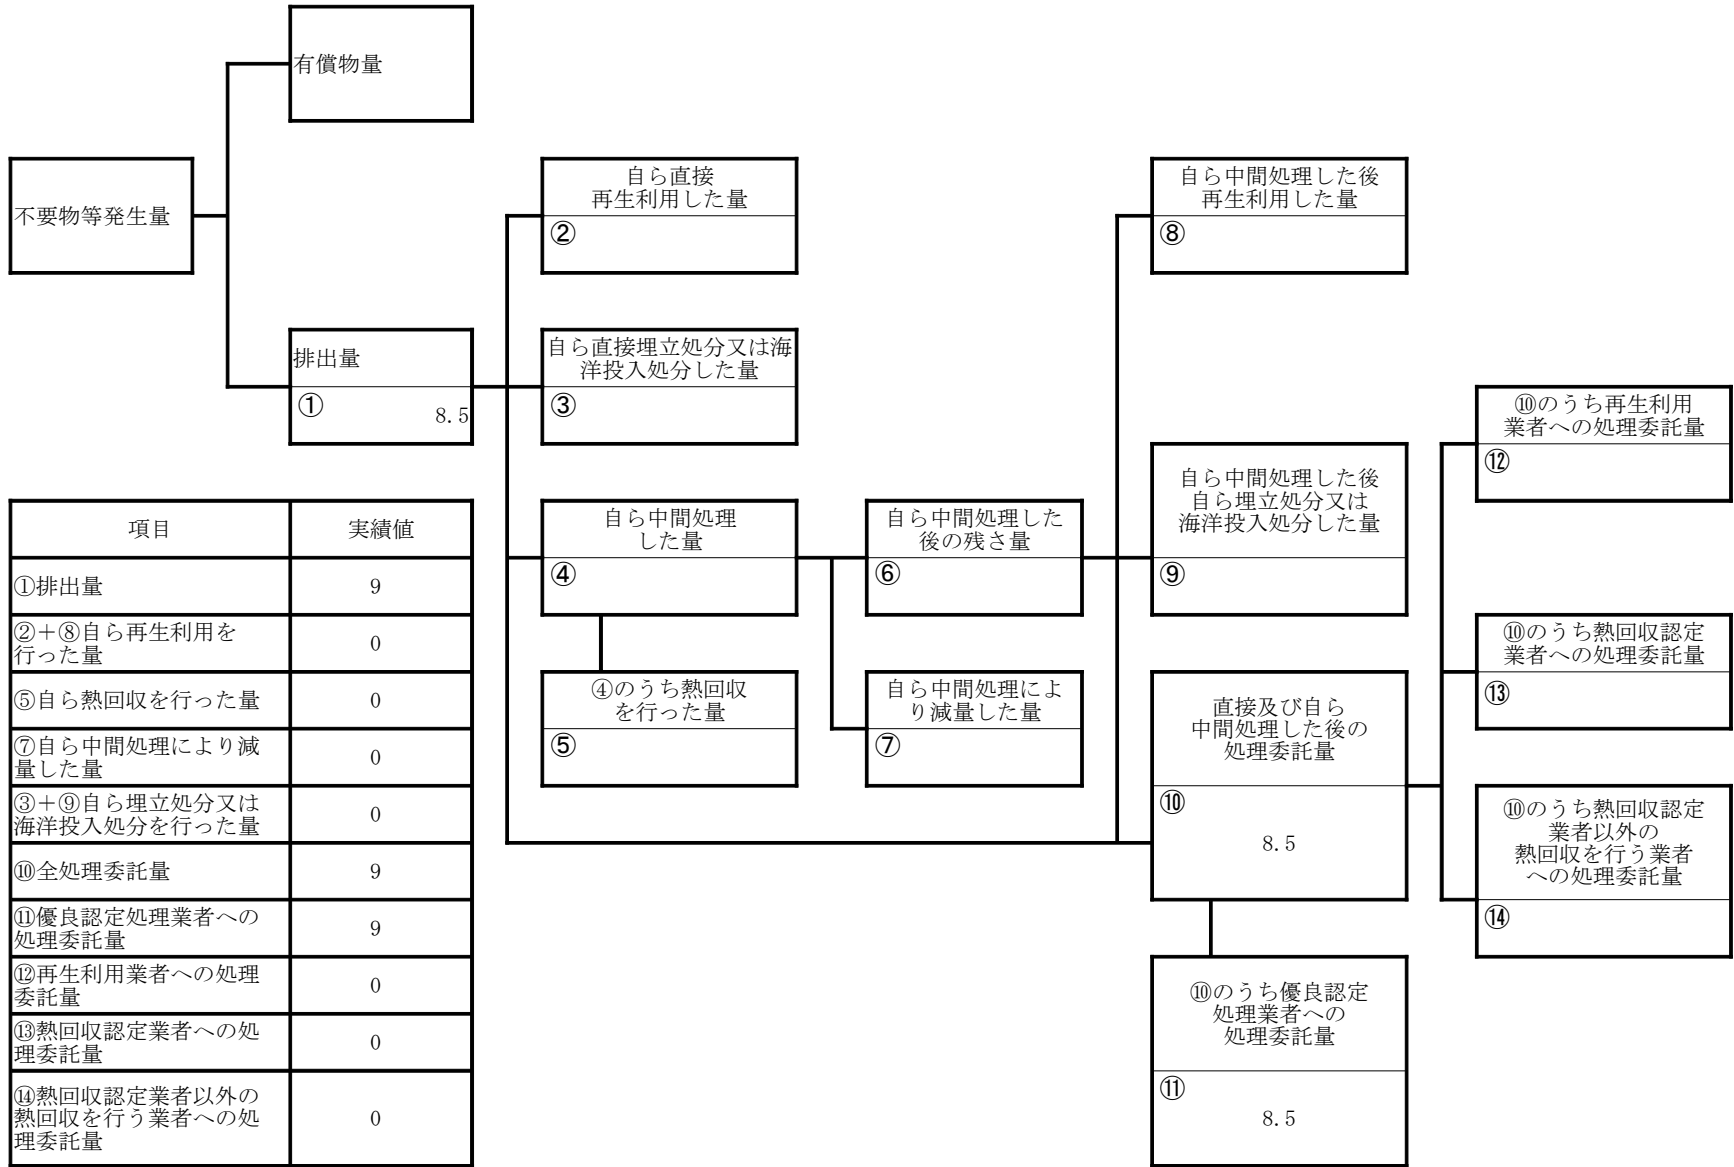 有償物量
不要物等発生量
自ら直接
再生利用した量
②
自ら中間処理した後
再生利用した量
⑧
排出量
①
8.5
自ら直接埋立処分又は海
洋投入処分した量
③
⑩のうち再生利用
業者への処理委託量
⑫
自ら中間処理
した量
④
自ら中間処理した
後の残さ量
⑥
自ら中間処理した後
自ら埋立処分又は
海洋投入処分した量
⑨
⑩のうち熱回収認定
業者への処理委託量
⑬
④のうち熱回収
を行った量
⑤
自ら中間処理によ
り減量した量
⑦
直接及び自ら
中間処理した後の
処理委託量
⑩
8.5
⑩のうち熱回収認定
業者以外の
熱回収を行う業者
への処理委託量
⑭
⑩のうち優良認定
処理業者への
処理委託量
⑪
8.5
項目 実績値
①排出量 9
②+⑧自ら再生利用を
行った量 0
⑤自ら熱回収を行った量 0
⑦自ら中間処理により減
量した量 0
③+⑨自ら埋立処分又は
海洋投入処分を行った量 0
⑩全処理委託量 9
⑪優良認定処理業者への
処理委託量 9
⑫再生利用業者への処理
委託量 0
⑬熱回収認定業者への処
理委託量 0
⑭熱回収認定業者以外の
熱回収を行う業者への処
理委託量 0